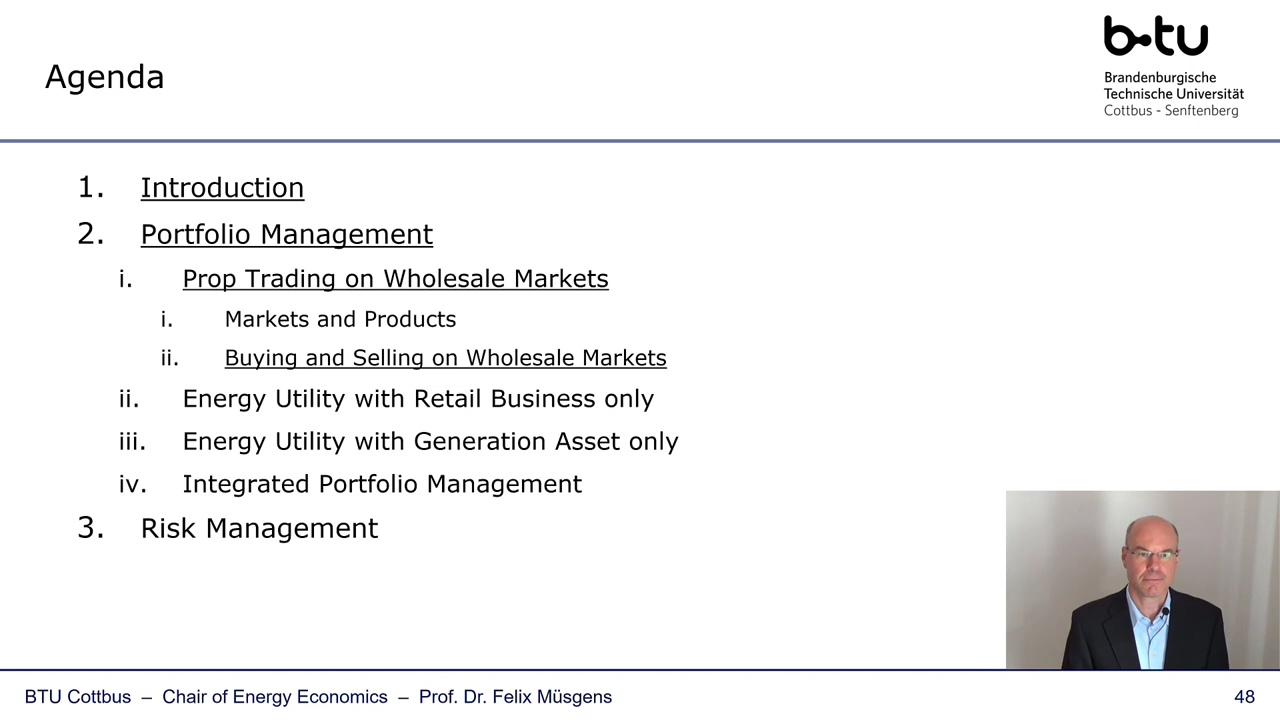 Agenda
b-tu
Brandenburgische
Technische Universität
Cottbus - Senftenberg
1. Introduction
2. Portfolio Management
i. Prop Trading on Wholesale Markets
i. Markets and Products
ii. Buying and Selling on Wholesale Markets
ii. Energy Utility with Retail Business only
iii. Energy Utility with Generation Asset only
iv. Integrated Portfolio Management
3. Risk Management
BTU Cottbus – Chair of Energy Economics – Prof. Dr. Felix Müsgens
48